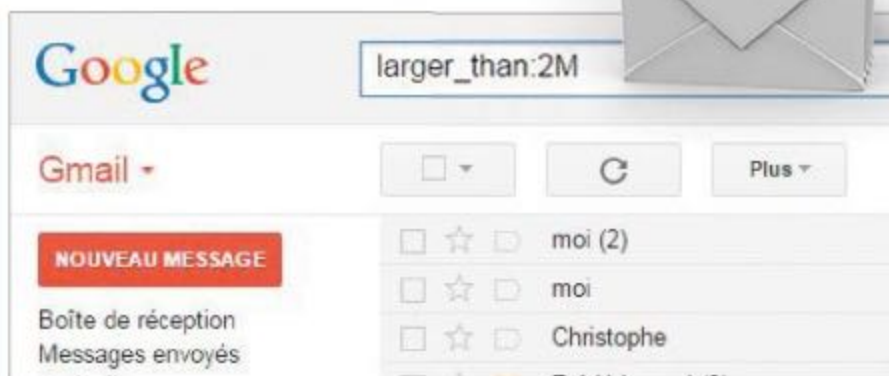 Google
larger_than:2M
Gmail
Plus
NOUVEAU MESSAGE
moi (2)
moi
Boîte de réception
Christophe
Messages envoyés